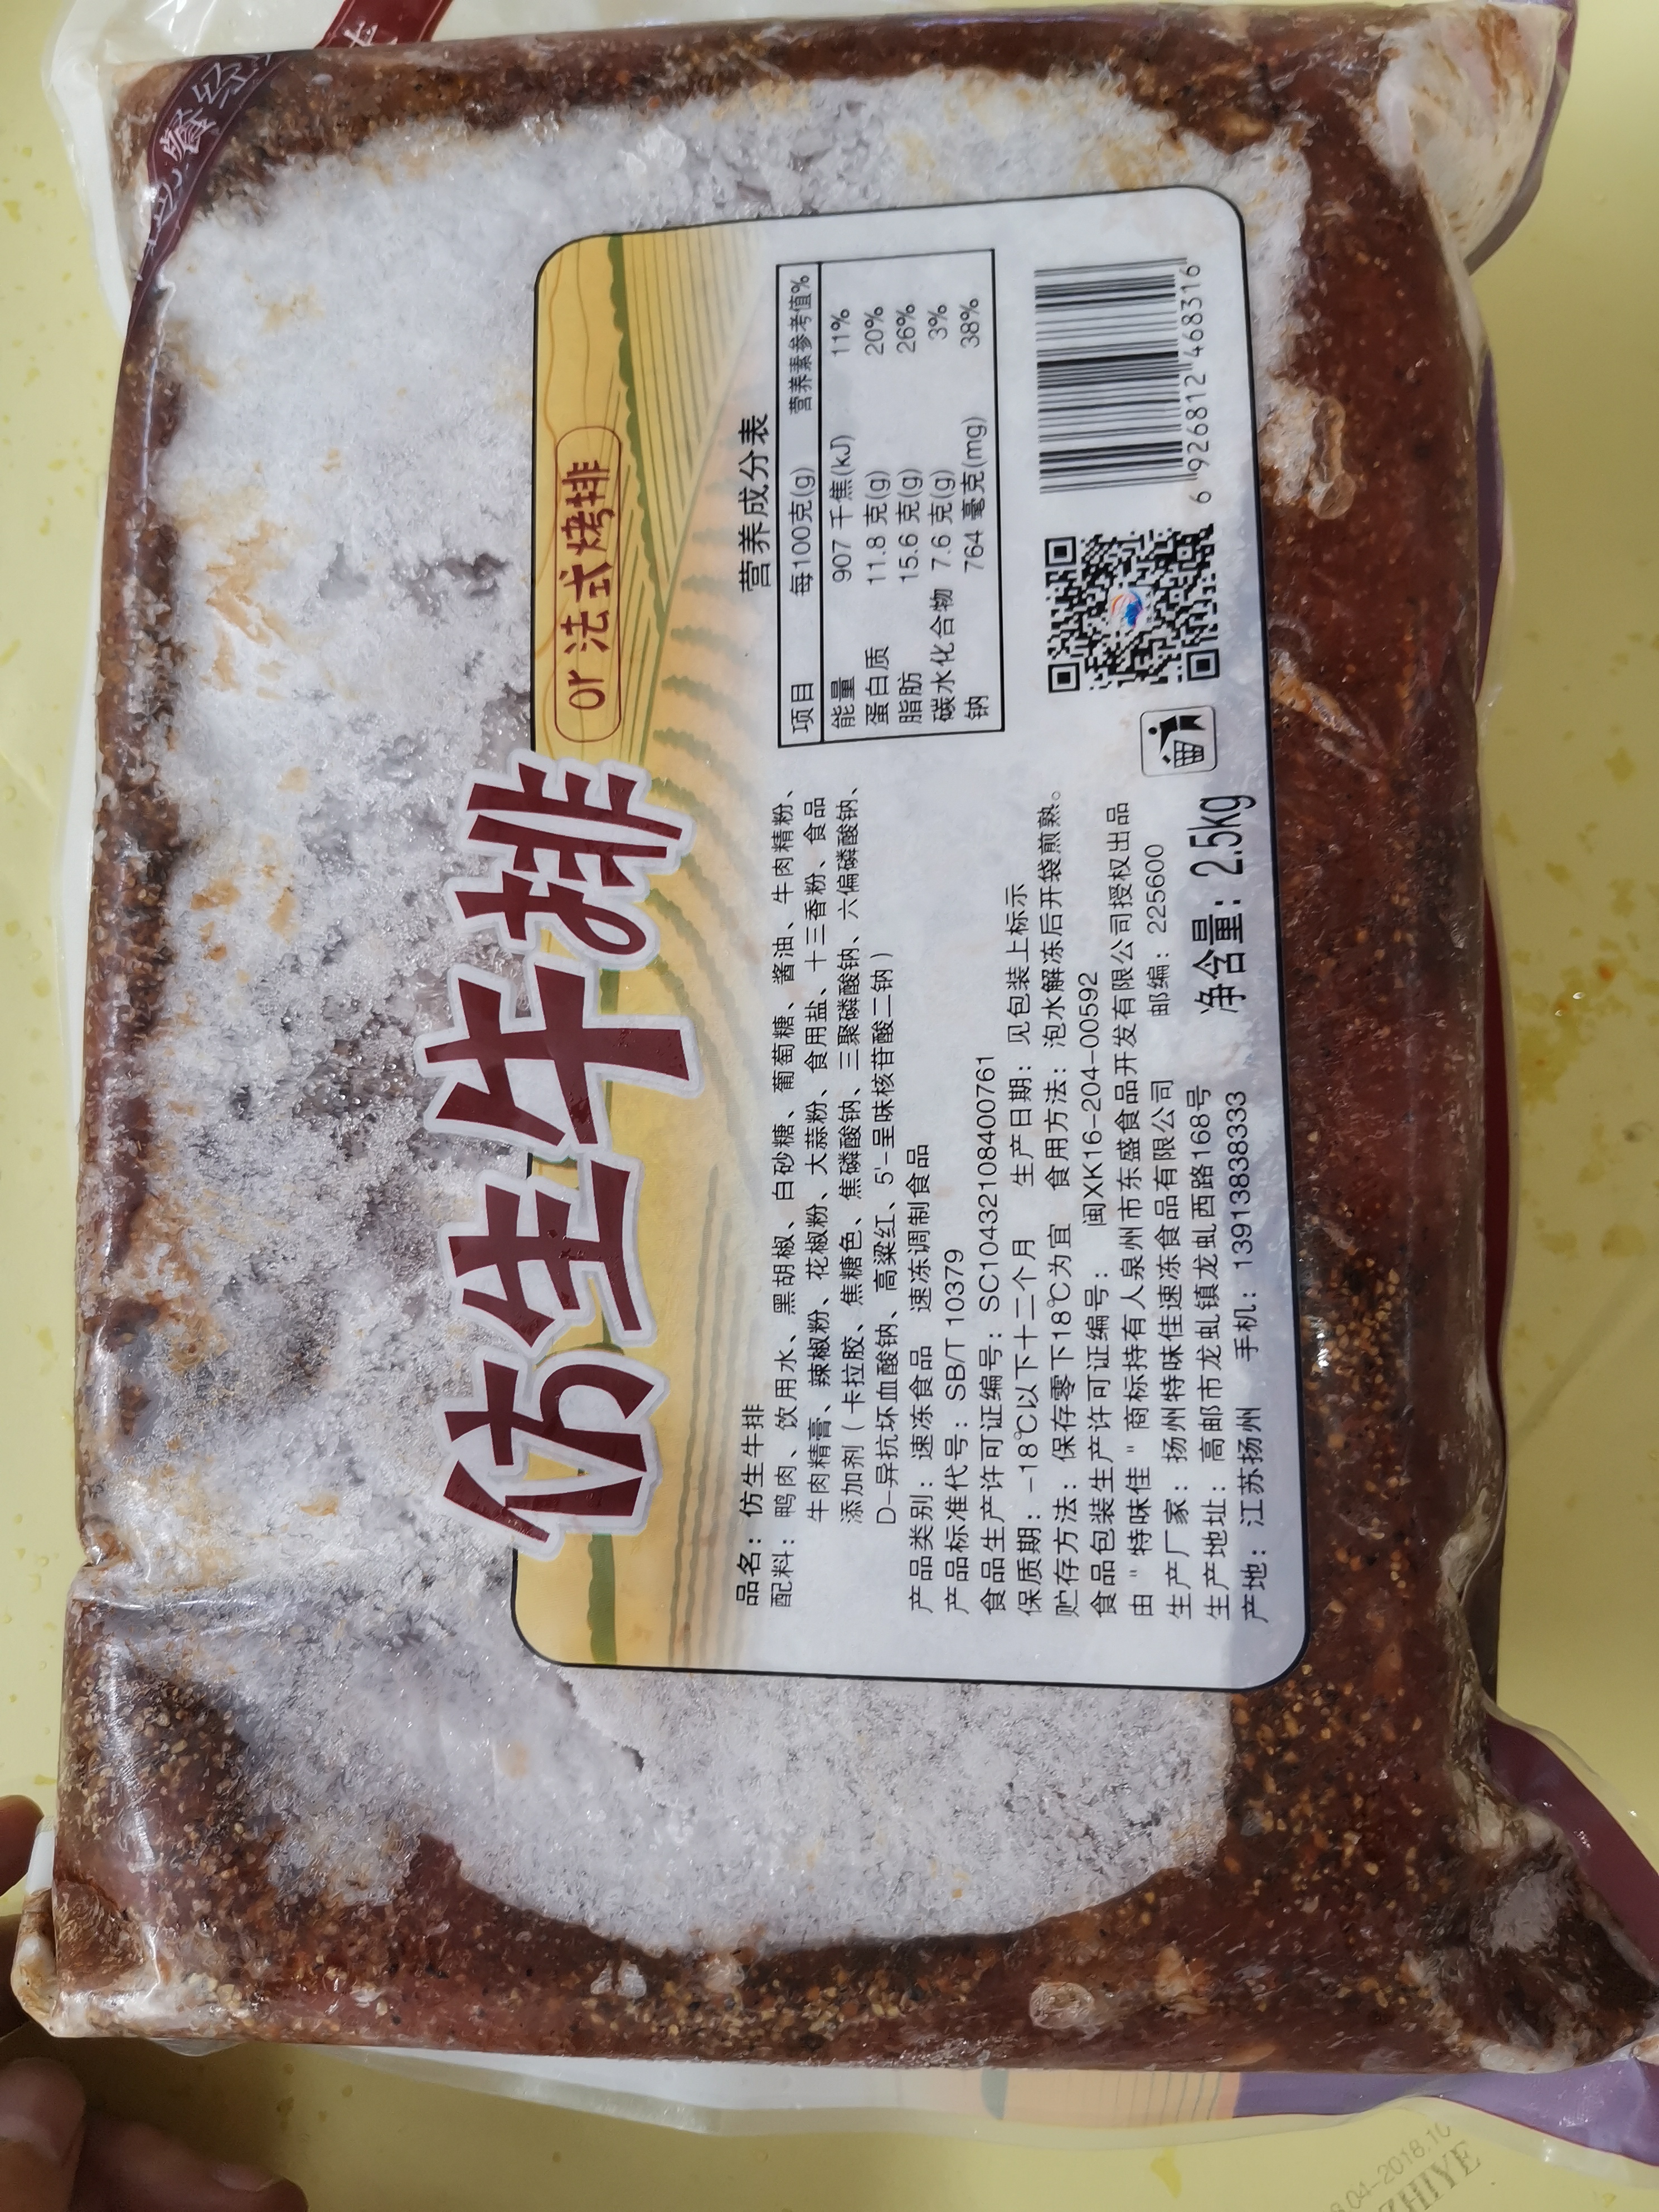 仿生牛排
or 法式烤排
品名：仿生牛排
配料：鸭肉、饮用水、黑胡椒、白砂糖、葡萄糖、酱油、牛肉精粉、
牛肉精膏、辣椒粉、花椒粉、大蒜粉、食用盐、十三香粉、食品
添加剂（卡拉胶、焦糖色、焦磷酸钠、三聚磷酸钠、六偏磷酸钠、
D-异抗坏血酸钠、高粱红、5'-呈味核苷酸二钠）
产品类别：速冻食品 速冻调制食品
产品标准代号：SB/T 10379
食品生产许可证编号：SC10432108400761
保质期：-18℃以下十二个月 生产日期：见包装上标示
贮存方法：保存零下18℃为宜 食用方法：泡水解冻后开袋煎熟。
食品包装生产许可证编号：闽XK16-204-00592
由"特味佳"商标持有人泉州市东盛食品开发有限公司授权出品
生产厂家：扬州特味佳速冻食品有限公司 邮编：225600
生产地址：高邮市龙虬镇龙虬西路168号
产地：江苏扬州 手机：13913838333
净含量：2.5kg
营养成分表
项目 每100克(g) 营养素参考值%
能量 907 千焦(kJ) 11%
蛋白质 11.8 克(g) 20%
脂肪 15.6 克(g) 26%
碳水化合物 7.6 克(g) 3%
钠 764 毫克(mg) 38%
6 926812 468316
ZHIYE